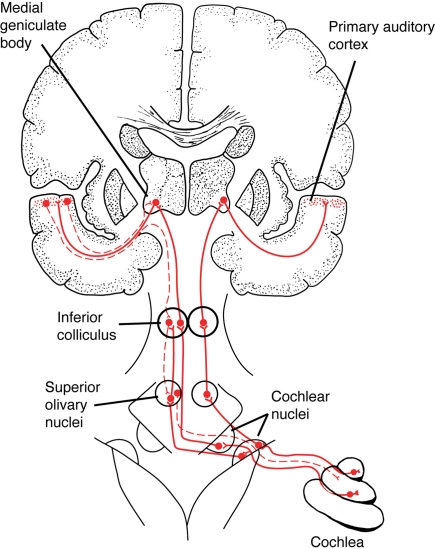 Medial
geniculate
body
Primary auditory
cortex
Inferior
colliculus
Superior
olivary
nuclei
Cochlear
nuclei
Cochlea